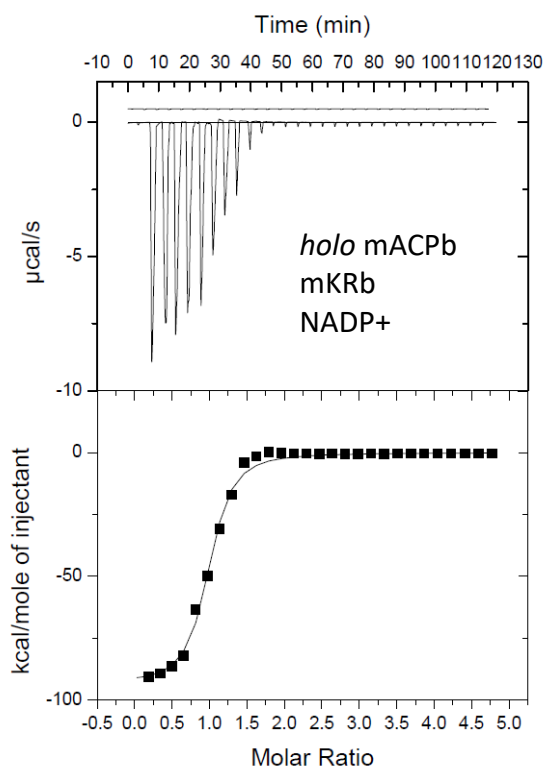 Time (min)
-10 0 10 20 30 40 50 60 70 80 90 100 110 120 130
0
-5
-10
µcal/s
holo mACPb
mKRb
NADP+
0
-50
-100
kcal/mole of injectant
-0.5 0.0 0.5 1.0 1.5 2.0 2.5 3.0 3.5 4.0 4.5 5.0
Molar Ratio